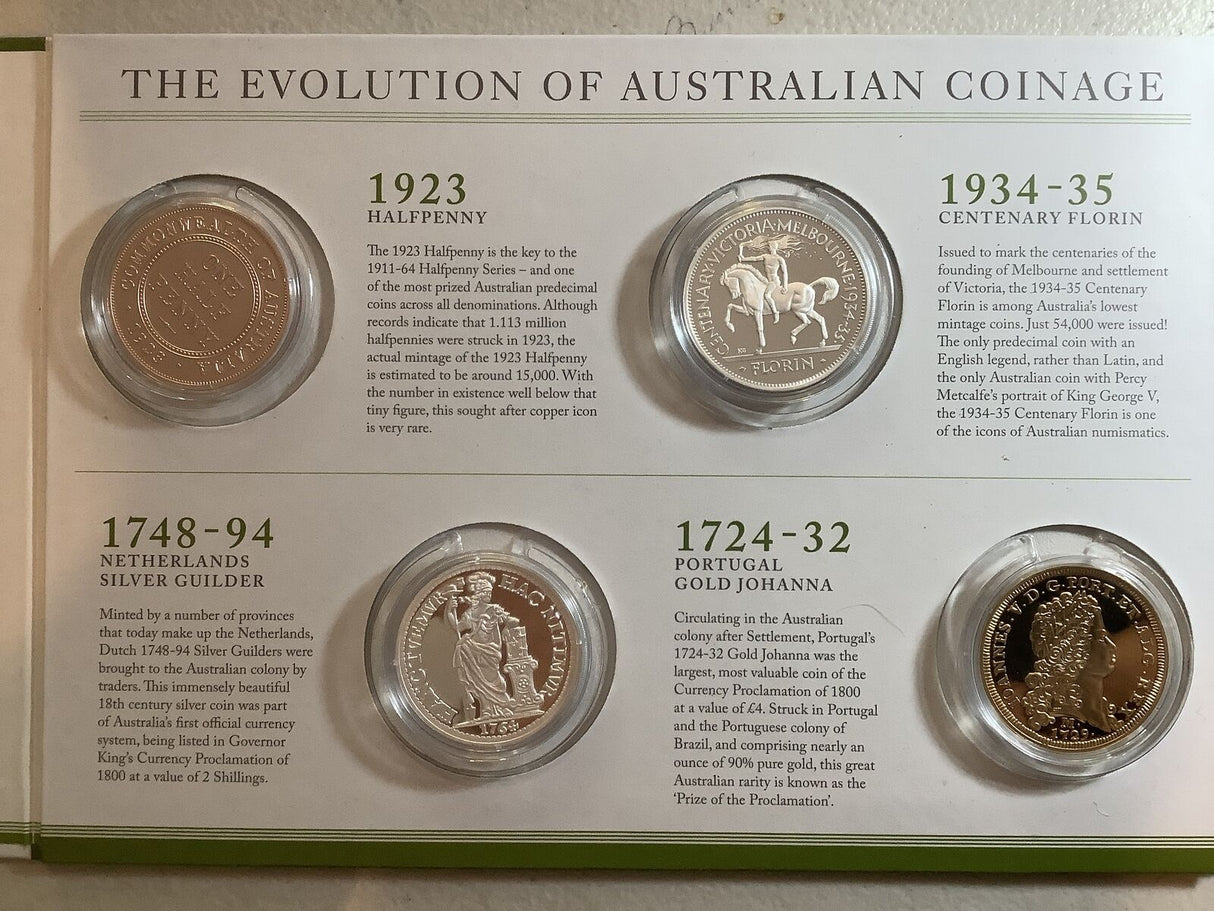 THE EVOLUTION OF AUSTRALIAN COINAGE
COMMONWEALTH OF AUSTRALIA
ONE
HALF
PENNY
1923
1923
HALFPENNY
The 1923 Halfpenny is the key to the
1911-64 Halfpenny Series – and one
of the most prized Australian predecimal
coins across all denominations. Although
records indicate that 1.113 million
halfpennies were struck in 1923, the
actual mintage of the 1923 Halfpenny
is estimated to be around 15,000. With
the number in existence well below that
tiny figure, this sought after copper icon
is very rare.
CENTENARY·VICTORIA·MELBOURNE·1934-35
FLORIN
1934-35
CENTENARY FLORIN
Issued to mark the centenaries of the
founding of Melbourne and settlement
of Victoria, the 1934-35 Centenary
Florin is among Australia's lowest
mintage coins. Just 54,000 were issued!
The only predecimal coin with an
English legend, rather than Latin, and
the only Australian coin with Percy
Metcalfe's portrait of King George V,
the 1934-35 Centenary Florin is one
of the icons of Australian numismatics.
1748-94
NETHERLANDS
SILVER GUILDER
Minted by a number of provinces
that today make up the Netherlands,
Dutch 1748-94 Silver Guilders were
brought to the Australian colony by
traders. This immensely beautiful
18th century silver coin was part
of Australia's first official currency
system, being listed in Governor
King's Currency Proclamation of
1800 at a value of 2 Shillings.
HANC TVEMVR HAC NITIMVR
1724-32
PORTUGAL
GOLD JOHANNA
Circulating in the Australian
colony after Settlement, Portugal's
1724-32 Gold Johanna was the
largest, most valuable coin of the
Currency Proclamation of 1800
at a value of £4. Struck in Portugal
and the Portuguese colony of
Brazil, and comprising nearly an
ounce of 90% pure gold, this great
Australian rarity is known as the
'Prize of the Proclamation'.
IOANNES.V.D.G.PORT.ET.ALG.REX
1729